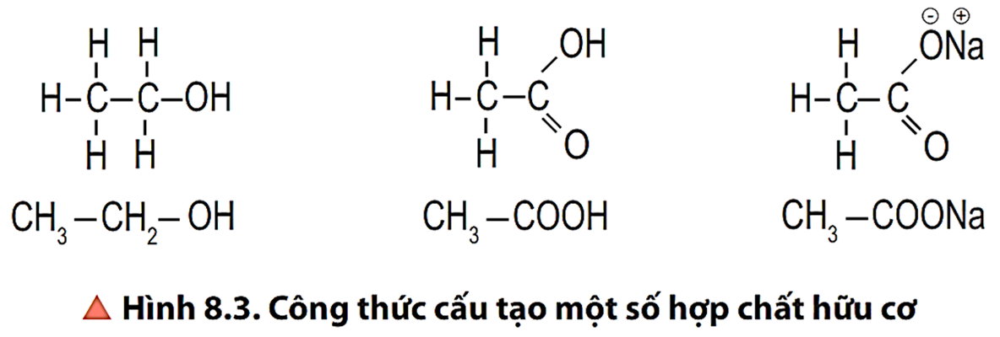 H H OH ⊖ ⊕
H H H ONa
H–C–C–OH H–C–C H–C–C
H H H O H O
CH₃–CH₂–OH CH₃–COOH CH₃–COONa
Hình 8.3. Công thức cấu tạo một số hợp chất hữu cơ